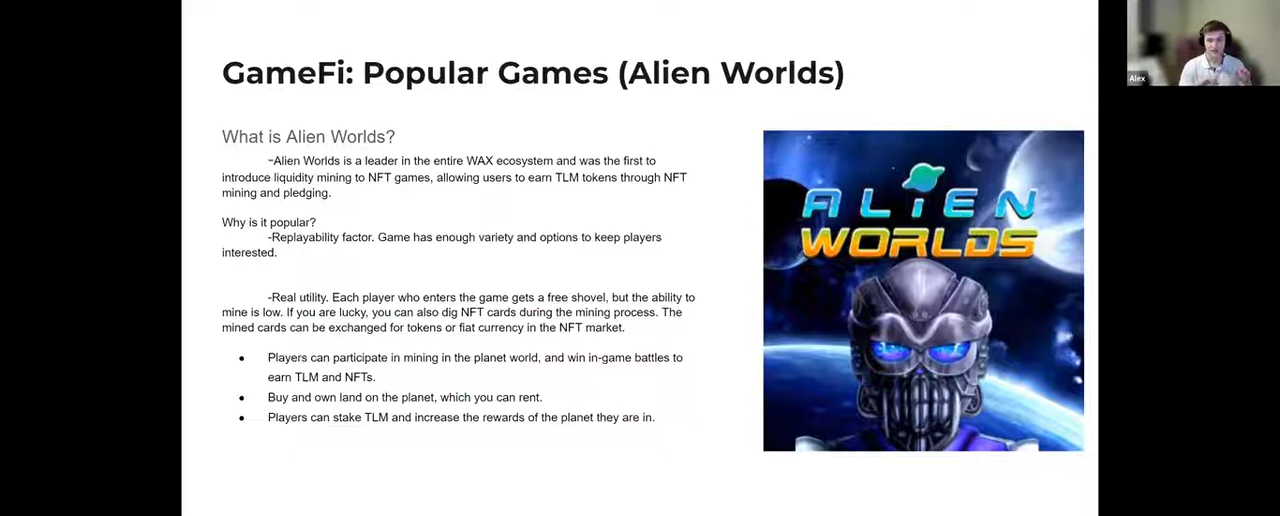 GameFi: Popular Games (Alien Worlds)
Alex
What is Alien Worlds?
-Alien Worlds is a leader in the entire WAX ecosystem and was the first to
introduce liquidity mining to NFT games, allowing users to earn TLM tokens through NFT
mining and pledging.
Why is it popular?
-Replayability factor. Game has enough variety and options to keep players
interested.
-Real utility. Each player who enters the game gets a free shovel, but the ability to
mine is low. If you are lucky, you can also dig NFT cards during the mining process. The
mined cards can be exchanged for tokens or fiat currency in the NFT market.
• Players can participate in mining in the planet world, and win in-game battles to
earn TLM and NFTs.
• Buy and own land on the planet, which you can rent.
• Players can stake TLM and increase the rewards of the planet they are in.
ALIEN
WORLDS